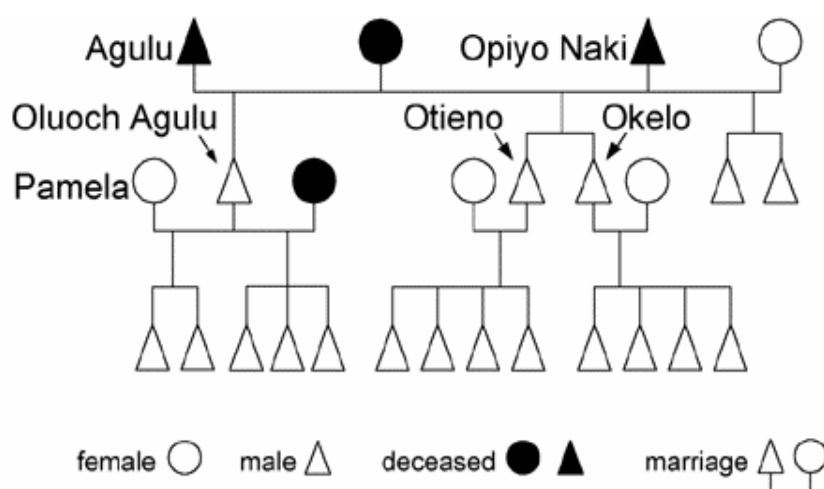 Agulu
Opiyo Naki
Oluoch Agulu
Otieno
Okelo
Pamela
female
male
deceased
marriage